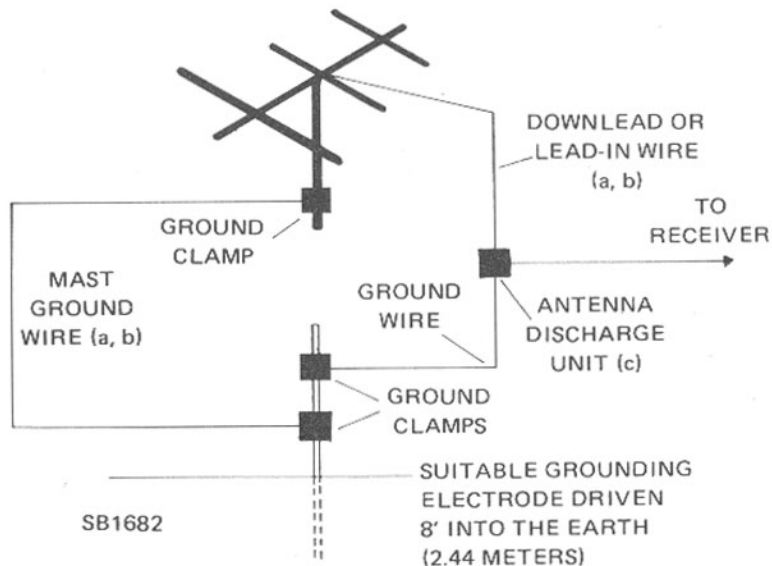 DOWNLEAD OR
LEAD-IN WIRE
(a, b)
TO
RECEIVER
GROUND
CLAMP
MAST
GROUND
WIRE (a, b)
GROUND
WIRE
ANTENNA
DISCHARGE
UNIT (c)
GROUND
CLAMPS
SUITABLE GROUNDING
ELECTRODE DRIVEN
8' INTO THE EARTH
(2.44 METERS)
SB1682